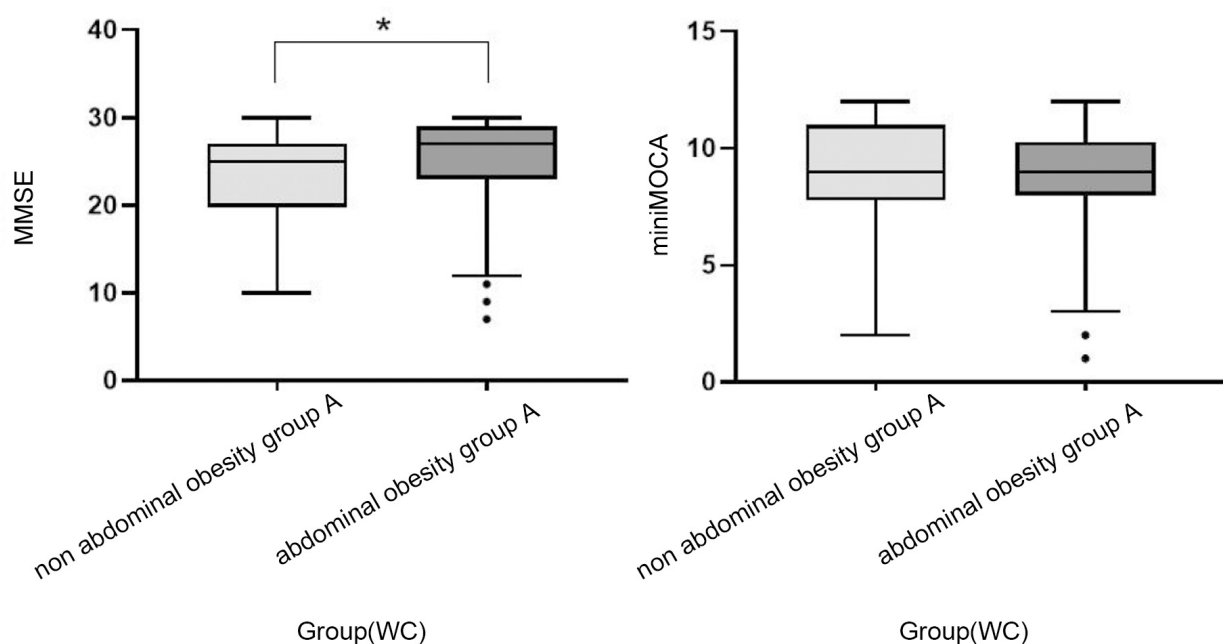 *
40
30
20
10
0
MMSE
non abdominal obesity group A
abdominal obesity group A
Group(WC)
15
10
5
0
miniMOCA
non abdominal obesity group A
abdominal obesity group A
Group(WC)